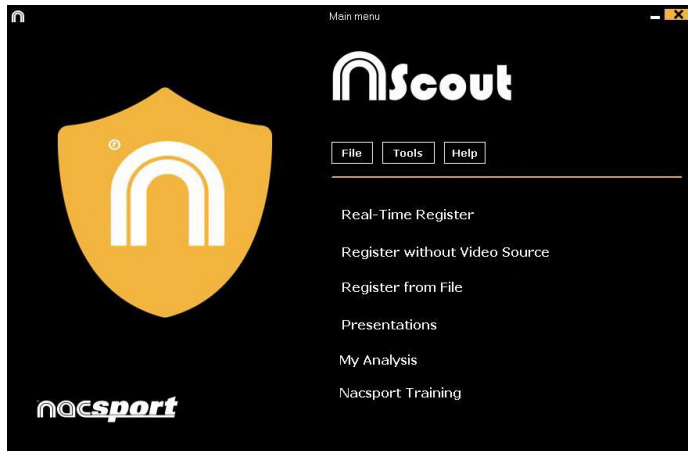 Main menu
nScout
File Tools Help
Real-Time Register
Register without Video Source
Register from File
Presentations
My Analysis
Nacsport Training
®
n
nacsport